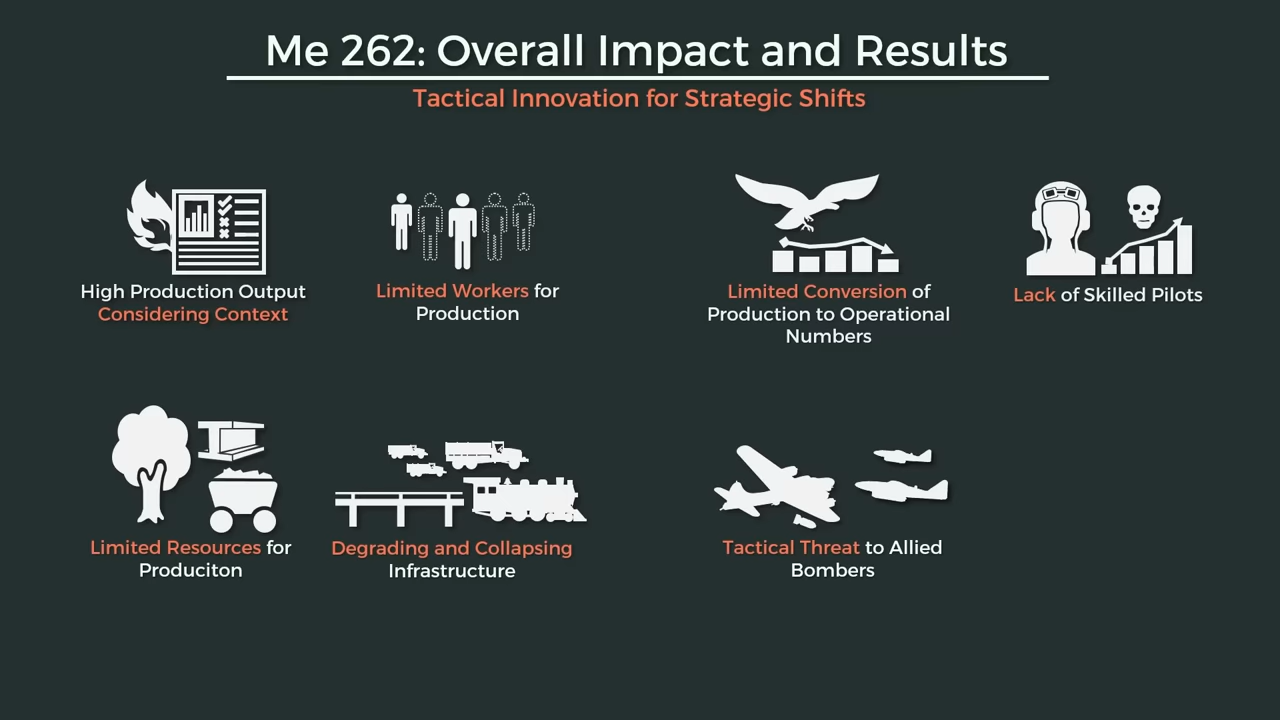 Me 262: Overall Impact and Results
Tactical Innovation for Strategic Shifts
High Production Output
Considering Context
Limited Workers for
Production
Limited Conversion of
Production to Operational
Numbers
Lack of Skilled Pilots
Limited Resources for
Produciton
Degrading and Collapsing
Infrastructure
Tactical Threat to Allied
Bombers